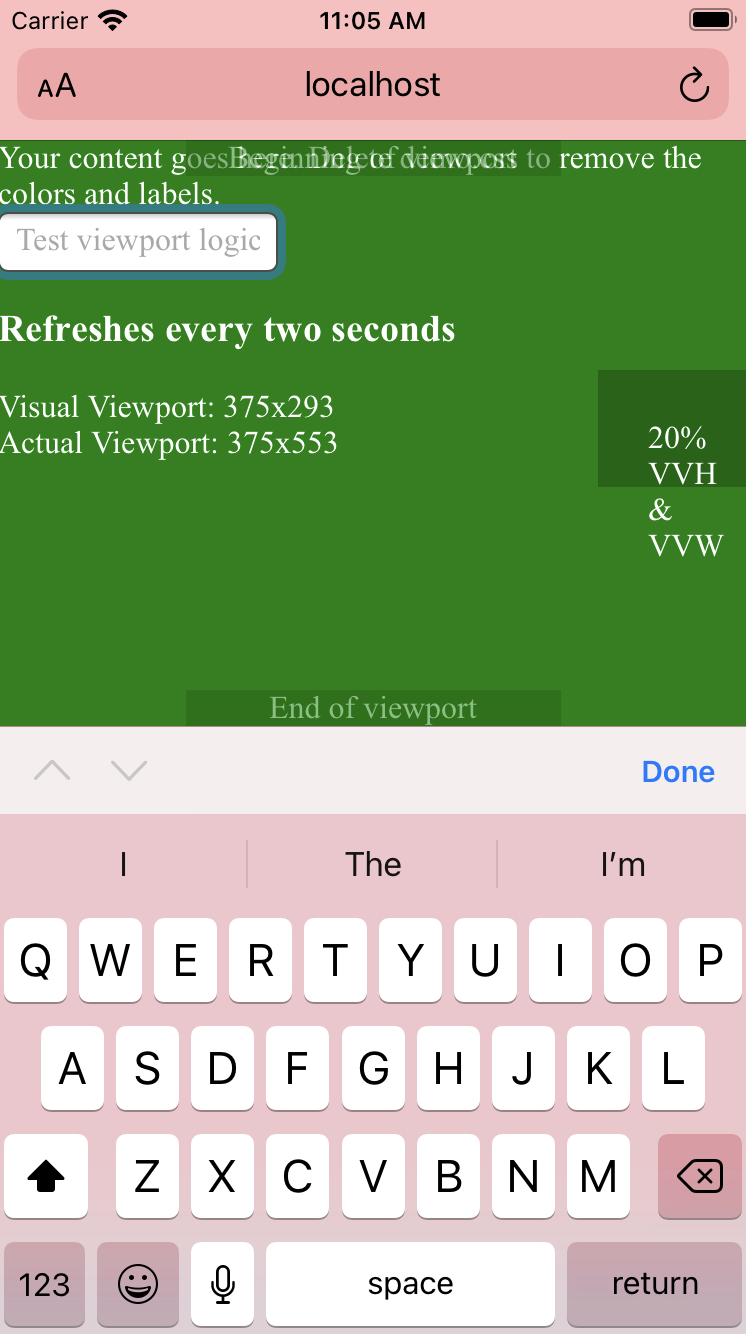 Carrier 11:05 AM
AA localhost
Your content goes here. Delete demo.css to remove the
Beginning of viewport
colors and labels.
Test viewport logic
Refreshes every two seconds
Visual Viewport: 375x293
Actual Viewport: 375x553
20%
VVH
&
VVW
End of viewport
Done
I The I’m
Q W E R T Y U I O P
A S D F G H J K L
Z X C V B N M
123 space return